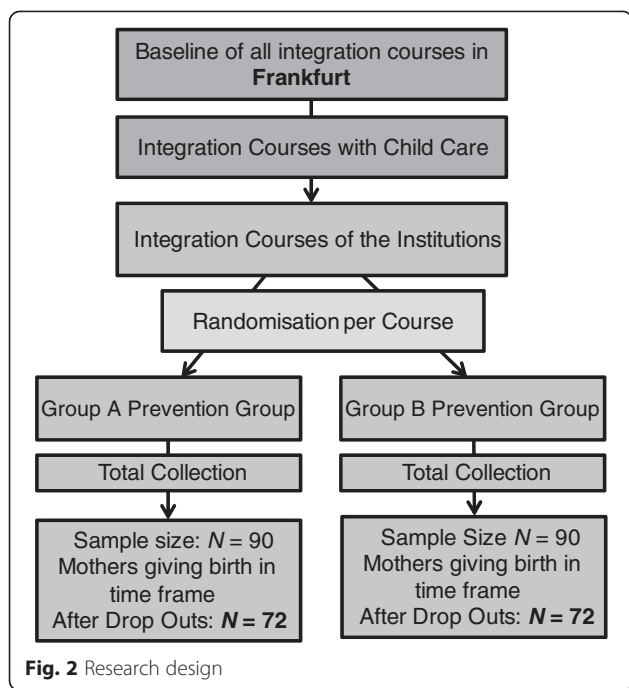 Baseline of all integration courses in
Frankfurt
Integration Courses with Child Care
Integration Courses of the Institutions
Randomisation per Course
Group A Prevention Group
Group B Prevention Group
Total Collection
Total Collection
Sample size: N = 90
Mothers giving birth in
time frame
After Drop Outs: N = 72
Sample Size N = 90
Mothers giving birth in
time frame
After Drop Outs: N = 72
Fig. 2 Research design